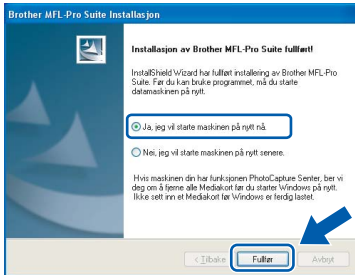 Brother MFL-Pro Suite Installasjon
Installasjon av Brother MFL-Pro Suite fullført!
InstallShield Wizard har fullført installering av Brother MFL-Pro
Suite. Før du kan bruke programmet, må du starte
datamaskinen på nytt.
Ja, jeg vil starte maskinen på nytt nå.
Nei, jeg vil starte maskinen på nytt senere.
Hvis maskinen din har funksjonen PhotoCapture Senter, ber vi
deg om å fjerne alle Mediakort før du starter Windows på nytt.
Ikke sett inn et Mediakort før Windows er ferdig lastet.
< Tilbake Fullfør Avbryt